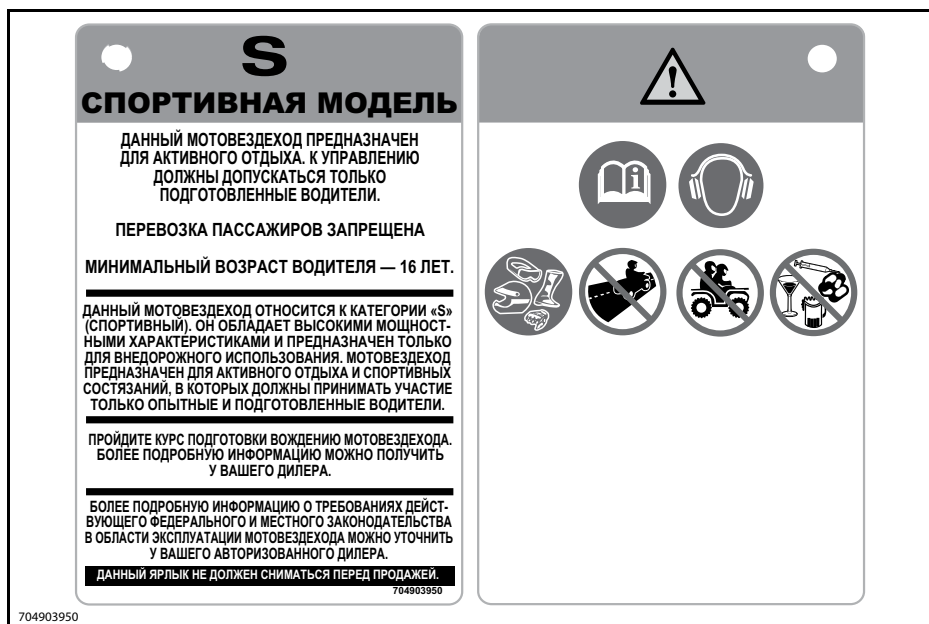 S
СПОРТИВНАЯ МОДЕЛЬ
ДАННЫЙ МОТОВЕЗДЕХОД ПРЕДНАЗНАЧЕН
ДЛЯ АКТИВНОГО ОТДЫХА. К УПРАВЛЕНИЮ
ДОЛЖНЫ ДОПУСКАТЬСЯ ТОЛЬКО
ПОДГОТОВЛЕННЫЕ ВОДИТЕЛИ.
ПЕРЕВОЗКА ПАССАЖИРОВ ЗАПРЕЩЕНА
МИНИМАЛЬНЫЙ ВОЗРАСТ ВОДИТЕЛЯ — 16 ЛЕТ.
ДАННЫЙ МОТОВЕЗДЕХОД ОТНОСИТСЯ К КАТЕГОРИИ «S»
(СПОРТИВНЫЙ). ОН ОБЛАДАЕТ ВЫСОКИМИ МОЩНОСТ-
НЫМИ ХАРАКТЕРИСТИКАМИ И ПРЕДНАЗНАЧЕН ТОЛЬКО
ДЛЯ ВНЕДОРОЖНОГО ИСПОЛЬЗОВАНИЯ. МОТОВЕЗДЕХОД
ПРЕДНАЗНАЧЕН ДЛЯ АКТИВНОГО ОТДЫХА И СПОРТИВНЫХ
СОСТЯЗАНИЙ, В КОТОРЫХ ДОЛЖНЫ ПРИНИМАТЬ УЧАСТИЕ
ТОЛЬКО ОПЫТНЫЕ И ПОДГОТОВЛЕННЫЕ ВОДИТЕЛИ.
ПРОЙДИТЕ КУРС ПОДГОТОВКИ ВОЖДЕНИЮ МОТОВЕЗДЕХОДА.
БОЛЕЕ ПОДРОБНУЮ ИНФОРМАЦИЮ МОЖНО ПОЛУЧИТЬ
У ВАШЕГО ДИЛЕРА.
БОЛЕЕ ПОДРОБНУЮ ИНФОРМАЦИЮ О ТРЕБОВАНИЯХ ДЕЙСТ-
ВУЮЩЕГО ФЕДЕРАЛЬНОГО И МЕСТНОГО ЗАКОНОДАТЕЛЬСТВА
В ОБЛАСТИ ЭКСПЛУАТАЦИИ МОТОВЕЗДЕХОДА МОЖНО УТОЧНИТЬ
У ВАШЕГО АВТОРИЗОВАННОГО ДИЛЕРА.
ДАННЫЙ ЯРЛЫК НЕ ДОЛЖЕН СНИМАТЬСЯ ПЕРЕД ПРОДАЖЕЙ.
704903950
704903950